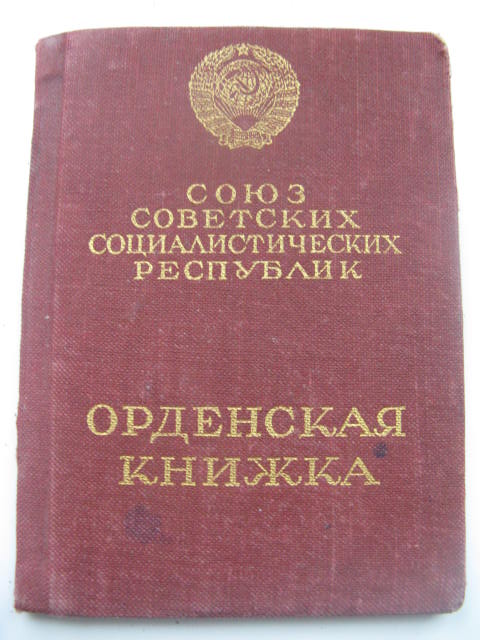 СОЮЗ
СОВЕТСКИХ
СОЦИАЛИСТИЧЕСКИХ
РЕСПУБЛИК
ОРДЕНСКАЯ
КНИЖКА